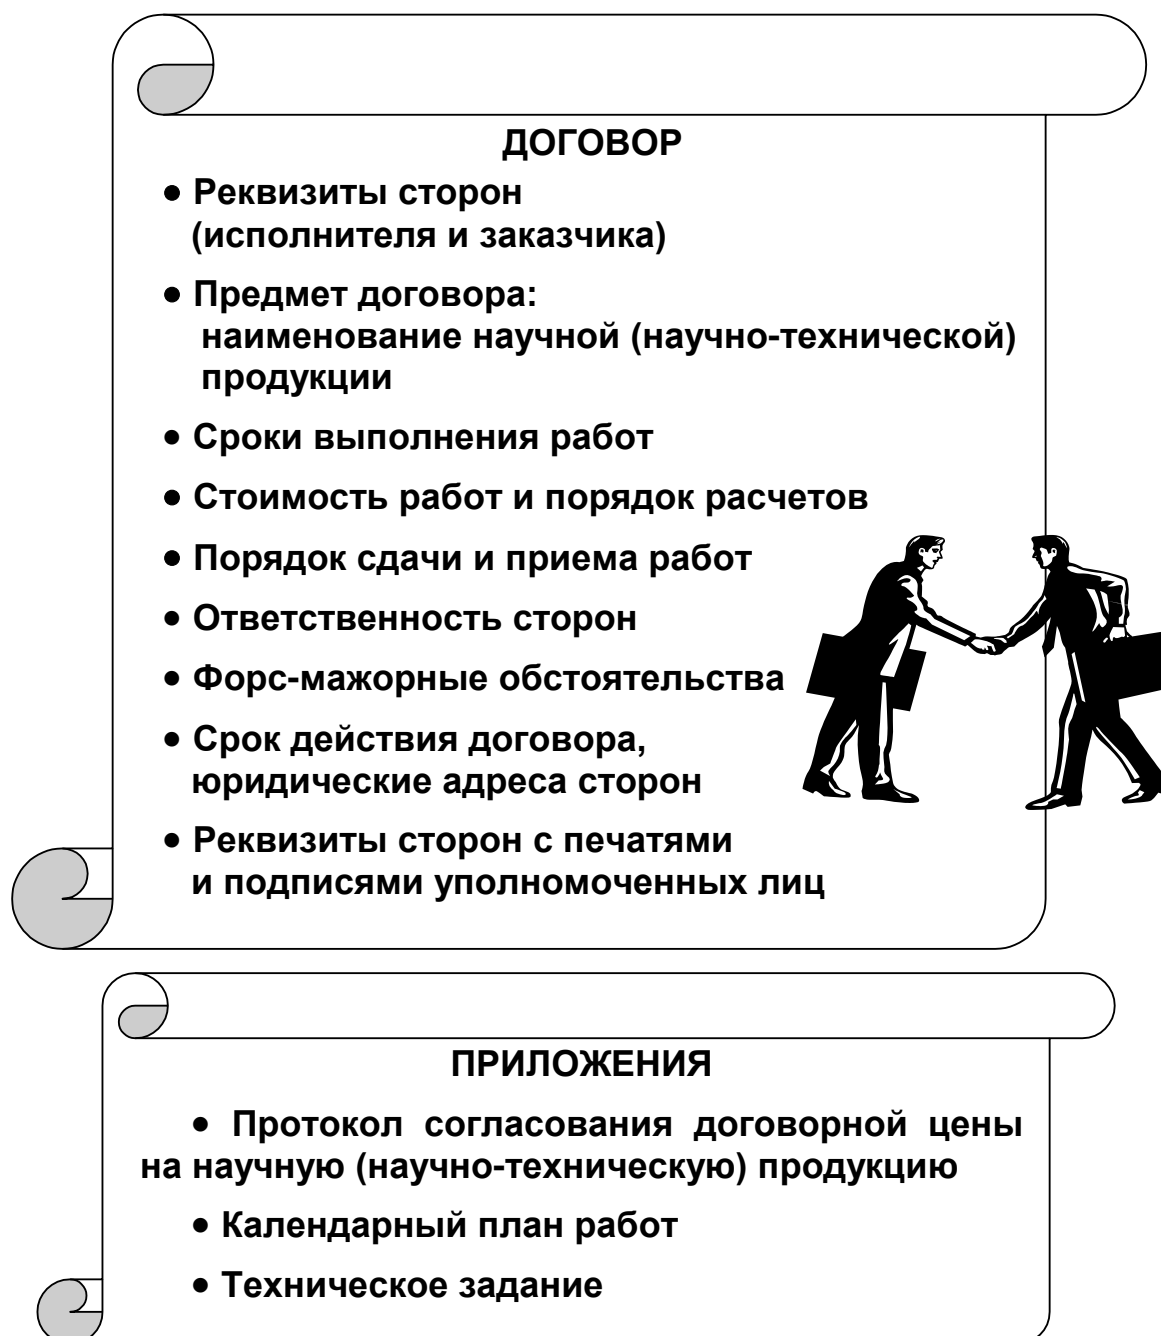 ДОГОВОР
• Реквизиты сторон
(исполнителя и заказчика)
• Предмет договора:
наименование научной (научно-технической)
продукции
• Сроки выполнения работ
• Стоимость работ и порядок расчетов
• Порядок сдачи и приема работ
• Ответственность сторон
• Форс-мажорные обстоятельства
• Срок действия договора,
юридические адреса сторон
• Реквизиты сторон с печатями
и подписями уполномоченных лиц
ПРИЛОЖЕНИЯ
• Протокол согласования договорной цены
на научную (научно-техническую) продукцию
• Календарный план работ
• Техническое задание